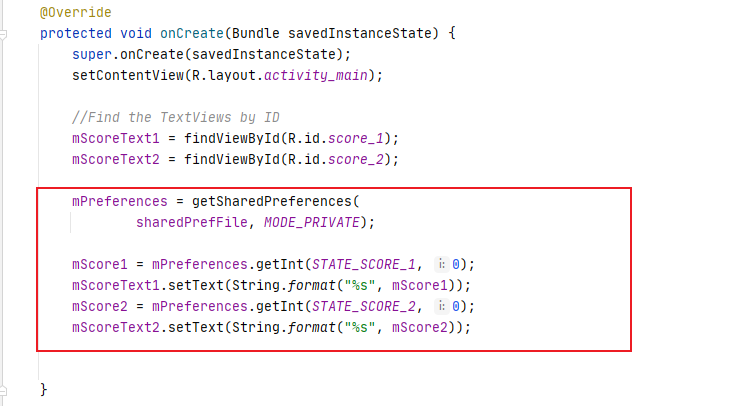 @Override
protected void onCreate(Bundle savedInstanceState) {
super.onCreate(savedInstanceState);
setContentView(R.layout.activity_main);
//Find the TextViews by ID
mScoreText1 = findViewById(R.id.score_1);
mScoreText2 = findViewById(R.id.score_2);
mPreferences = getSharedPreferences(
sharedPrefFile, MODE_PRIVATE);
mScore1 = mPreferences.getInt(STATE_SCORE_1, i: 0);
mScoreText1.setText(String.format("%s", mScore1));
mScore2 = mPreferences.getInt(STATE_SCORE_2, i: 0);
mScoreText2.setText(String.format("%s", mScore2));
}